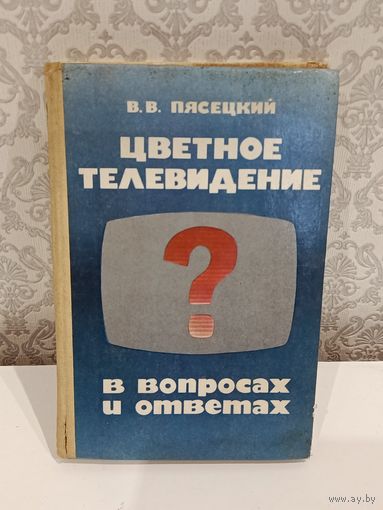 В. В. ПЯСЕЦКИЙ
ЦВЕТНОЕ
ТЕЛЕВИДЕНИЕ
?
в вопросах
и ответах
www.ay.by